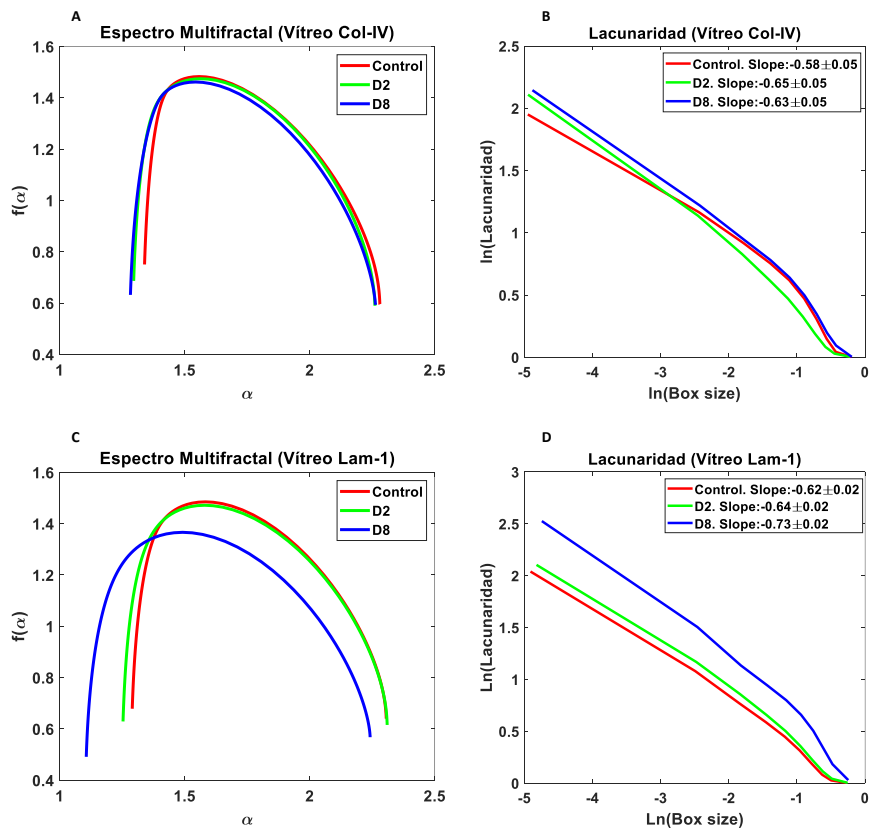 A
Espectro Multifractal (Vítreo Col-IV)
1.6
1.4
1.2
1
0.8
0.6
0.4
f(α)
Control
D2
D8
1
1.5
2
2.5
α
B
Lacunaridad (Vítreo Col-IV)
2.5
2
1.5
1
0.5
0
ln(Lacunaridad)
Control. Slope:-0.58±0.05
D2. Slope:-0.65±0.05
D8. Slope:-0.63±0.05
-5
-4
-3
-2
-1
0
ln(Box size)
C
Espectro Multifractal (Vítreo Lam-1)
1.6
1.4
1.2
1
0.8
0.6
0.4
f(α)
Control
D2
D8
1
1.5
2
2.5
α
D
Lacunaridad (Vítreo Lam-1)
3
2.5
2
1.5
1
0.5
0
Ln(Lacunaridad)
Control. Slope:-0.62±0.02
D2. Slope:-0.64±0.02
D8. Slope:-0.73±0.02
-5
-4
-3
-2
-1
0
Ln(Box size)